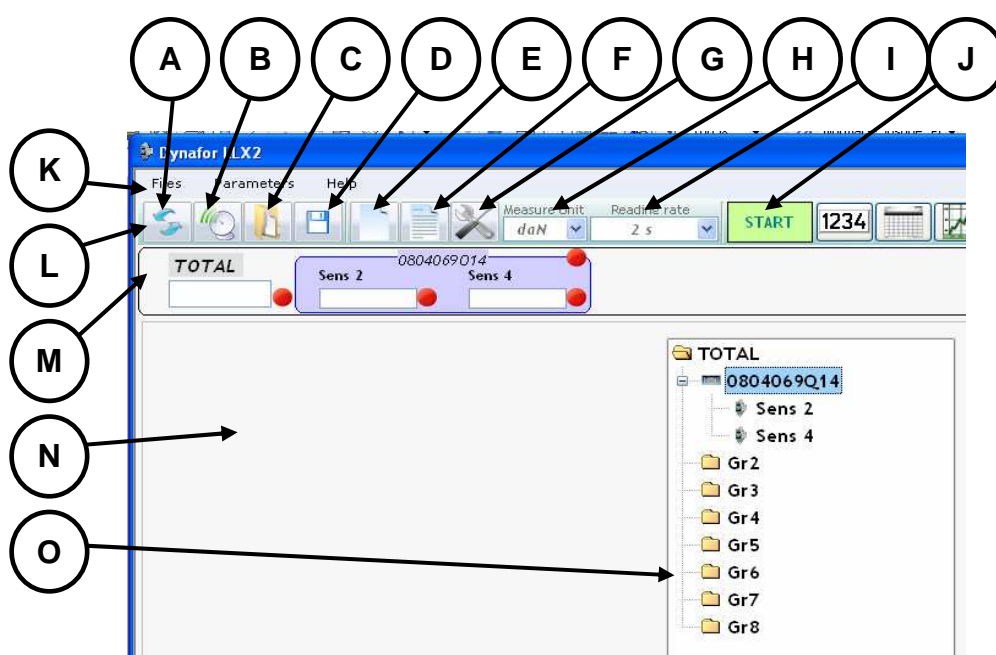 A B C D E F G H I J
K
Dynafor LLX2
Files Parameters Help
Measure Unit Reading rate
daN 2 s START 1234
L
TOTAL 0804069Q14
Sens 2 Sens 4
M
TOTAL
0804069Q14
Sens 2
Sens 4
N
Gr2
Gr3
Gr4
Gr5
O
Gr6
Gr7
Gr8